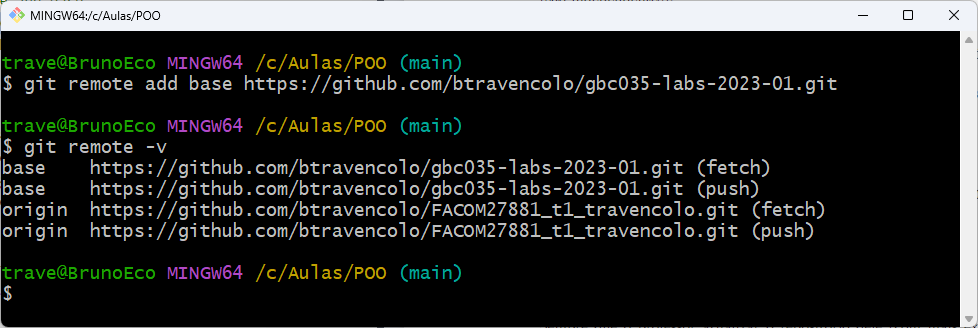 MINGW64:/c/Aulas/POO
trave@BrunoEco MINGW64 /c/Aulas/POO (main)
$ git remote add base https://github.com/btravencolo/gbc035-labs-2023-01.git
trave@BrunoEco MINGW64 /c/Aulas/POO (main)
$ git remote -v
base    https://github.com/btravencolo/gbc035-labs-2023-01.git (fetch)
base    https://github.com/btravencolo/gbc035-labs-2023-01.git (push)
origin  https://github.com/btravencolo/FACOM27881_t1_travencolo.git (fetch)
origin  https://github.com/btravencolo/FACOM27881_t1_travencolo.git (push)
trave@BrunoEco MINGW64 /c/Aulas/POO (main)
$